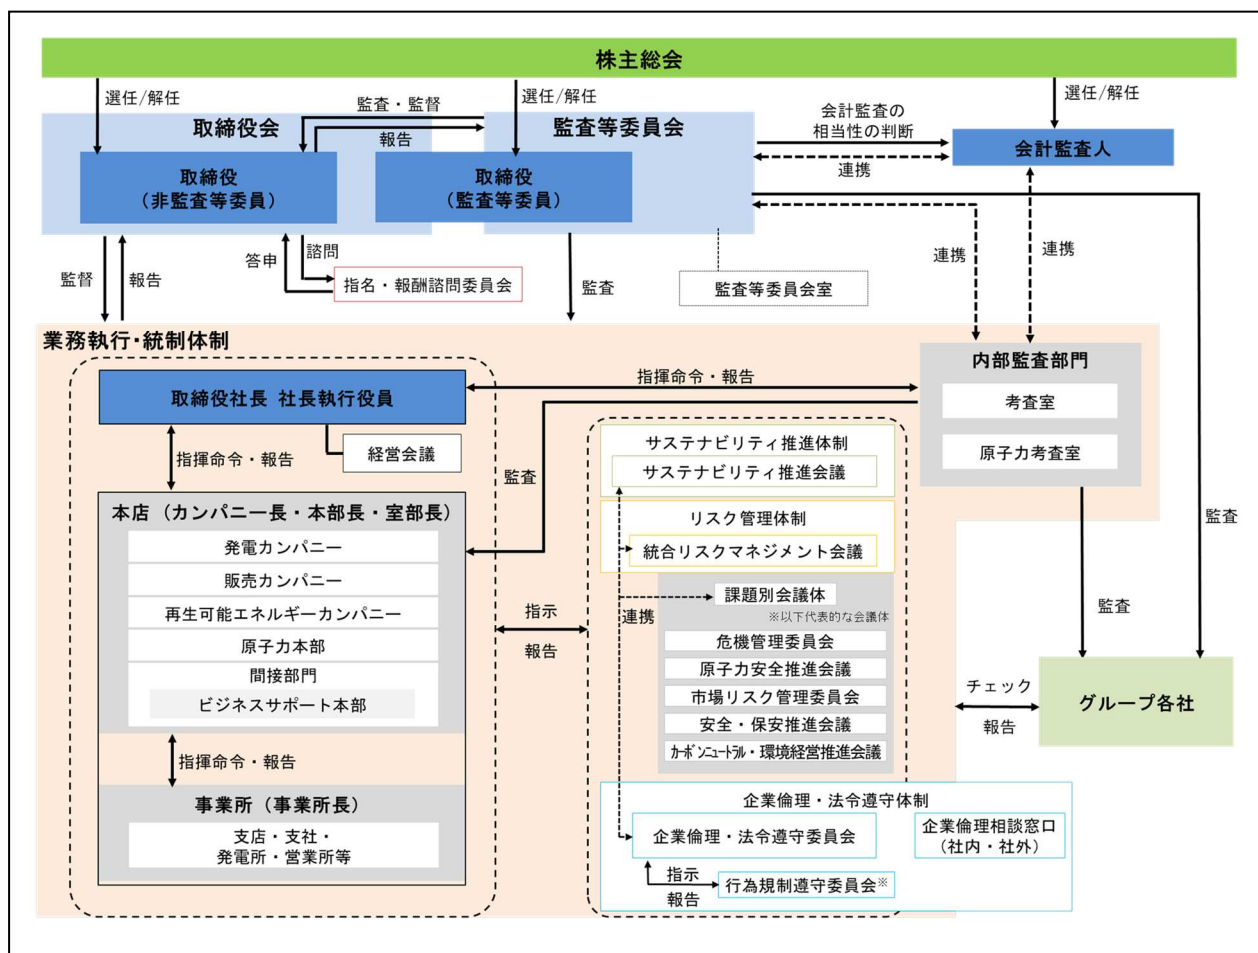 株主総会
選任/解任
監査・監督
選任/解任
会計監査の
相当性の判断
選任/解任
取締役会
報告
監査等委員会
連携
会計監査人
取締役
(非監査等委員)
取締役
(監査等委員)
監督
報告
答申
諮問
指名・報酬諮問委員会
監査
監査等委員会室
連携
連携
業務執行・統制体制
取締役社長 社長執行役員
指揮命令・報告
内部監査部門
考査室
原子力考査室
経営会議
指揮命令・報告
監査
サステナビリティ推進体制
サステナビリティ推進会議
本店(カンパニー長・本部長・室部長)
発電カンパニー
販売カンパニー
再生可能エネルギーカンパニー
原子力本部
間接部門
ビジネスサポート本部
指示
報告
リスク管理体制
統合リスクマネジメント会議
課題別会議体
連携
※以下代表的な会議体
危機管理委員会
原子力安全推進会議
市場リスク管理委員会
安全・保安推進会議
カーボンニュートラル・環境経営推進会議
監査
監査
チェック
報告
グループ各社
指揮命令・報告
事業所(事業所長)
支店・支社・
発電所・営業所等
企業倫理・法令遵守体制
企業倫理・法令遵守委員会
企業倫理相談窓口
(社内・社外)
指示
報告
行為規制遵守委員会※